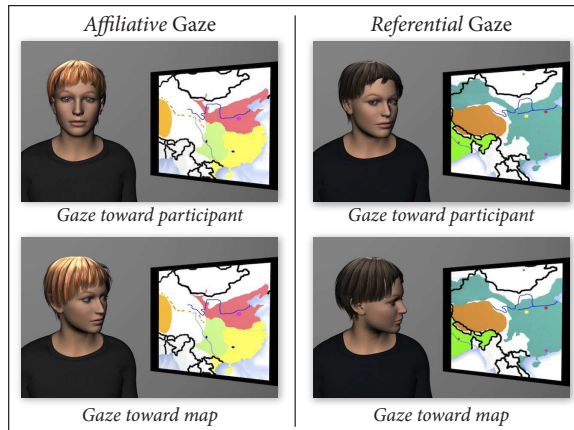 Affiliative Gaze
Referential Gaze
Gaze toward participant
Gaze toward participant
Gaze toward map
Gaze toward map